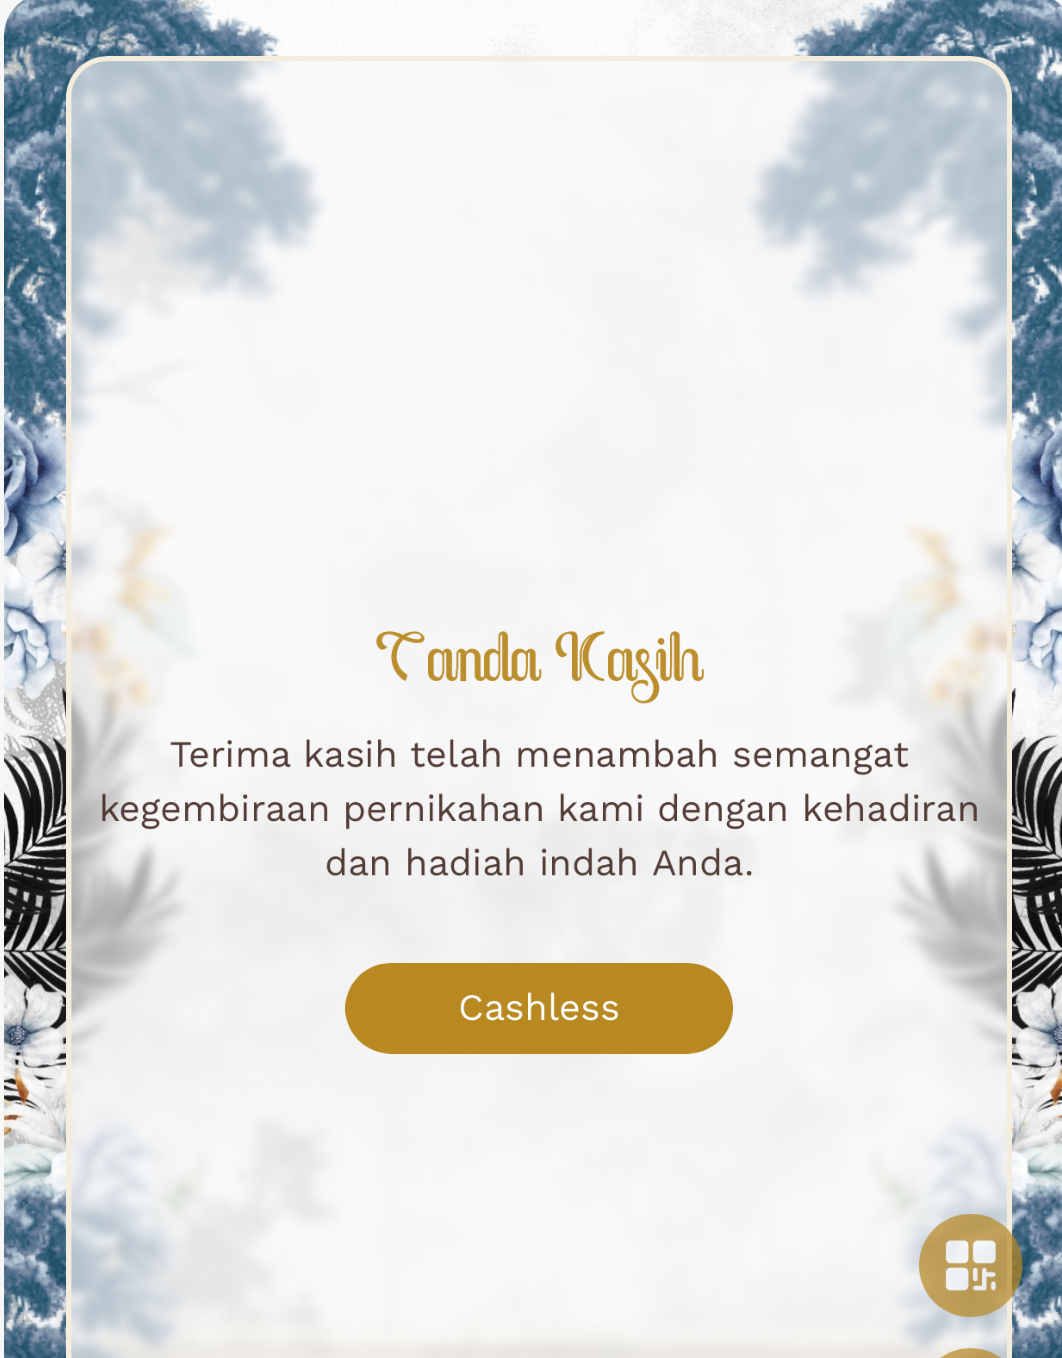 Tanda Kasih
Terima kasih telah menambah semangat
kegembiraan pernikahan kami dengan kehadiran
dan hadiah indah Anda.
Cashless